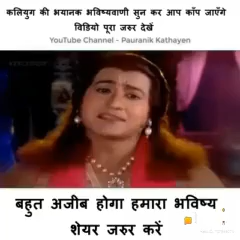 कलियुग की भयानक भविष्यवाणी सुन कर आप काँप जाएँगे
विडियो पूरा जरुर देखें
YouTube Channel - Pauranik Kathayen
बहुत अजीब होगा हमारा भविष्य
शेयर जरुर करें